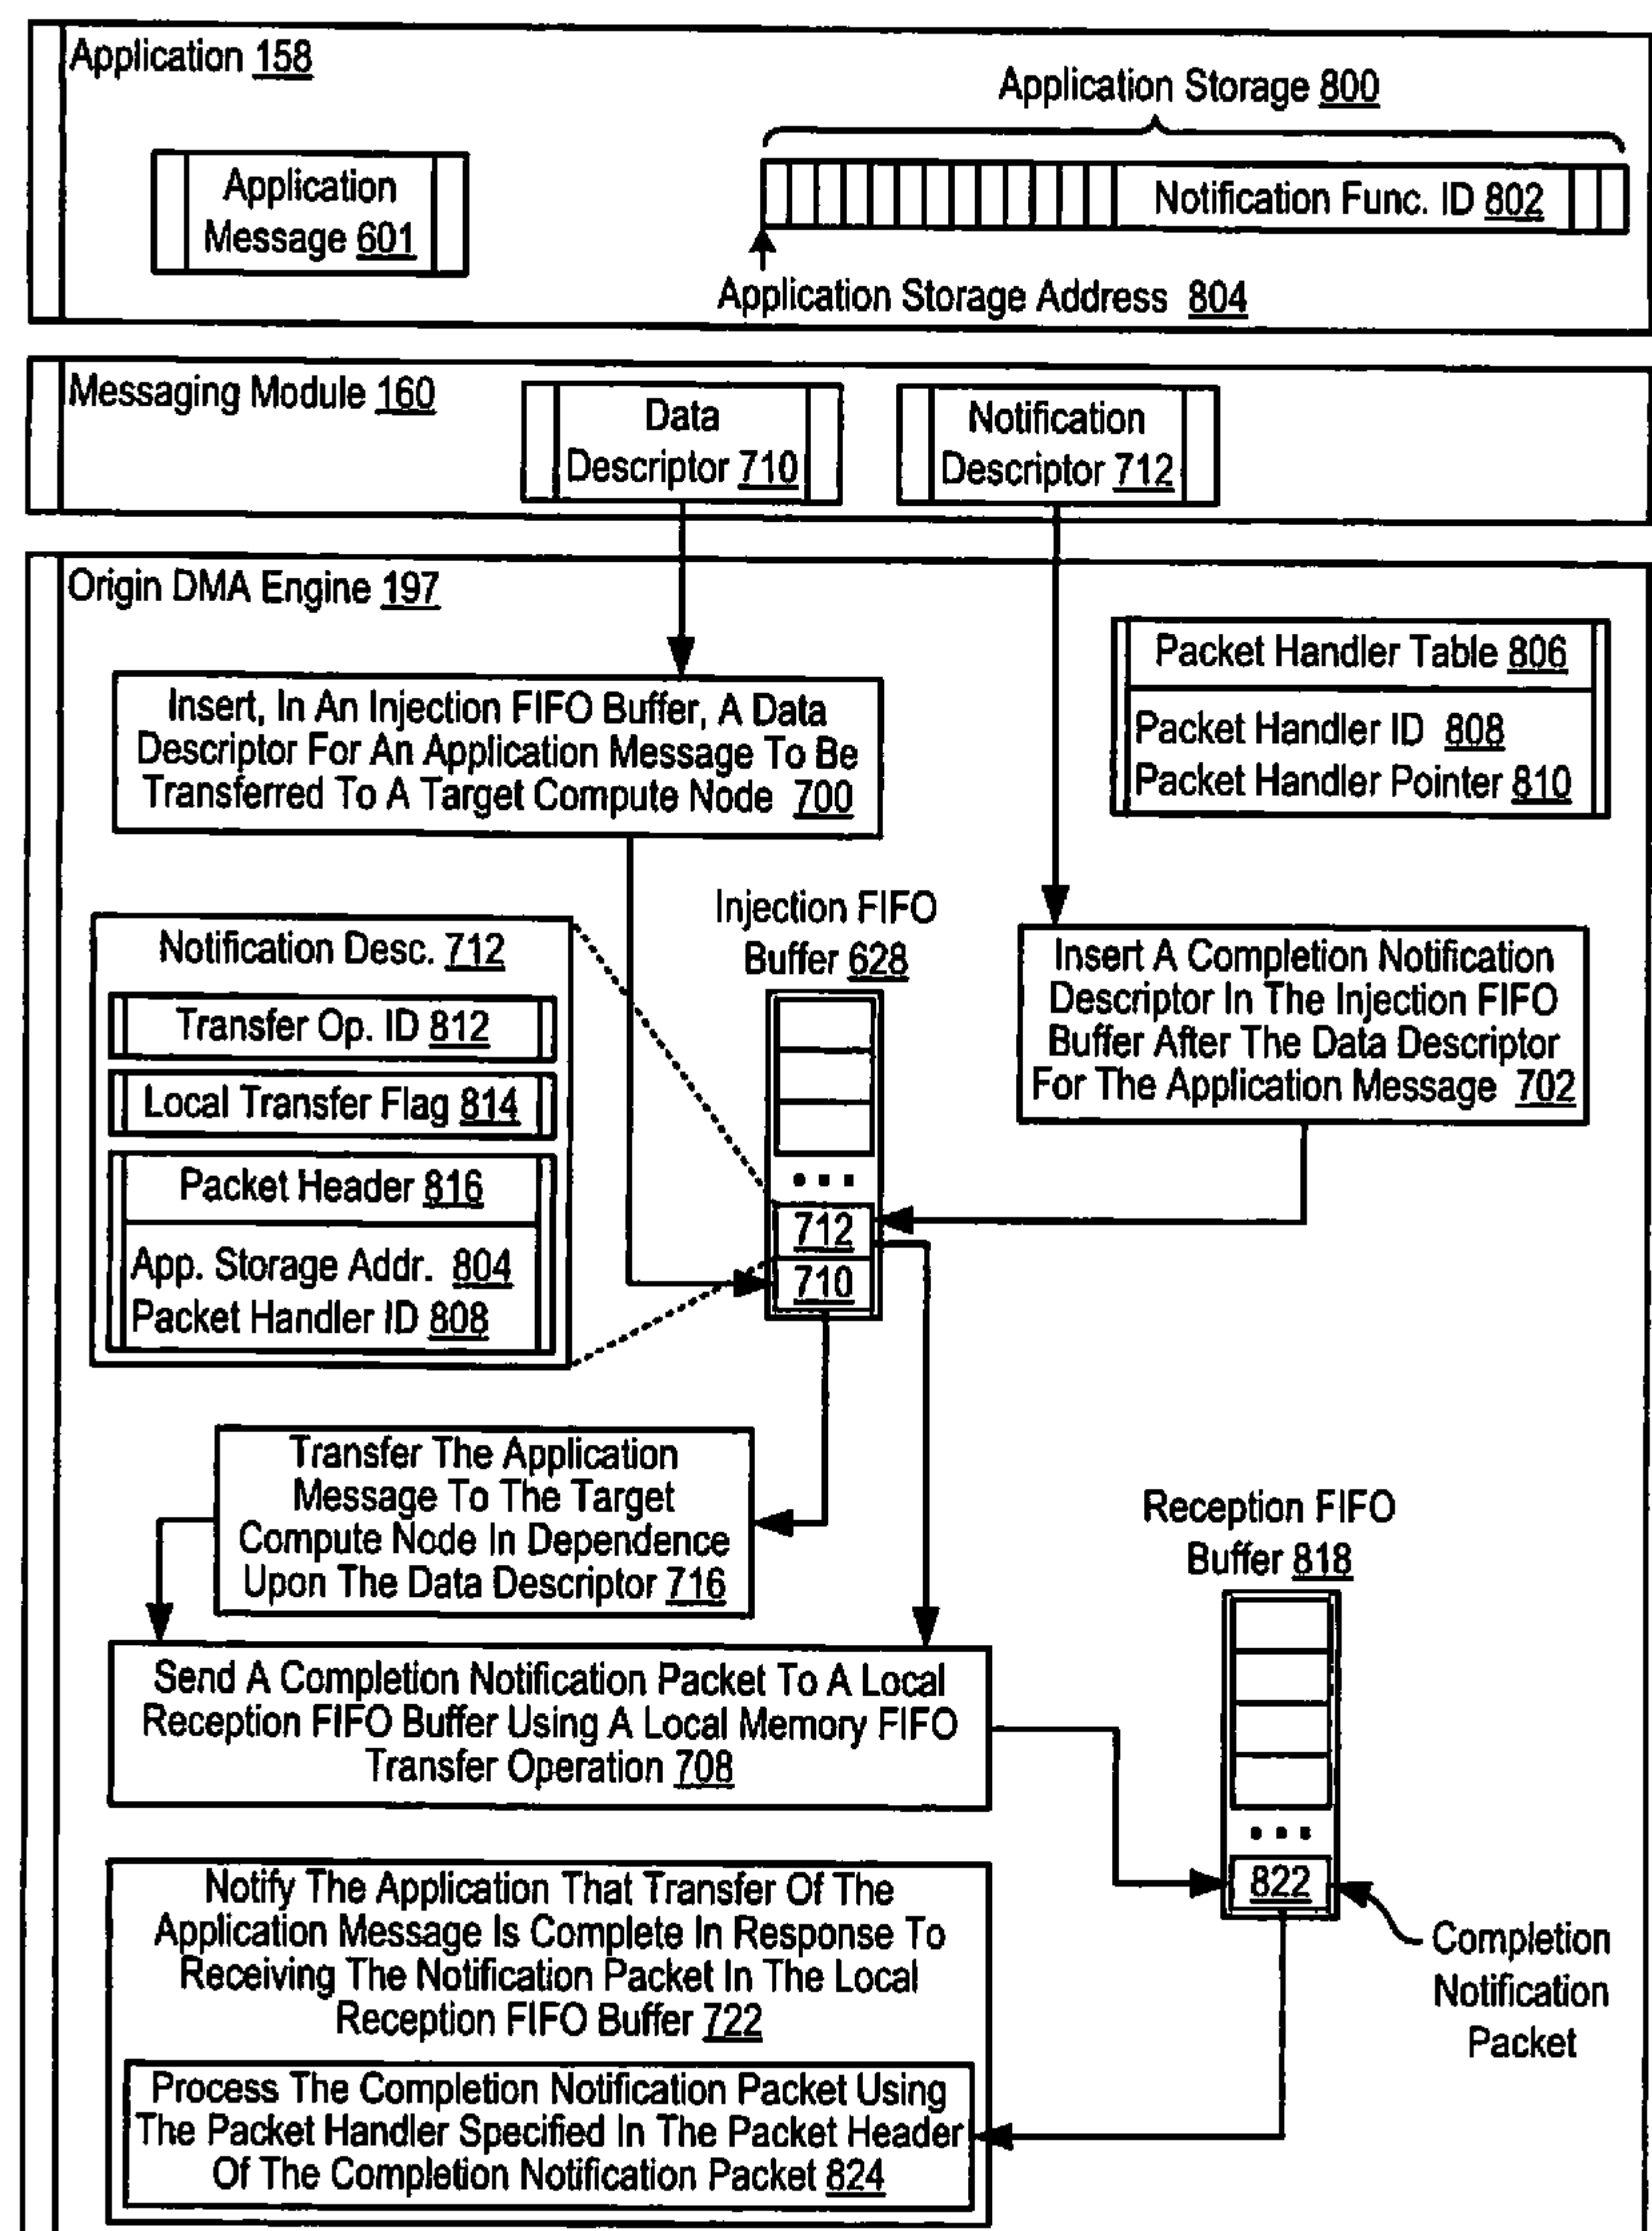 Application 158
Application Storage 800
Application
Message 601
Notification Func. ID 802
Application Storage Address 804
Messaging Module 160
Data
Descriptor 710
Notification
Descriptor 712
Origin DMA Engine 197
Packet Handler Table 806
Packet Handler ID 808
Packet Handler Pointer 810
Insert, In An Injection FIFO Buffer, A Data
Descriptor For An Application Message To Be
Transferred To A Target Compute Node 700
Injection FIFO
Buffer 628
Notification Desc. 712
Transfer Op. ID 812
Local Transfer Flag 814
Packet Header 816
App. Storage Addr. 804
Packet Handler ID 808
Insert A Completion Notification
Descriptor In The Injection FIFO
Buffer After The Data Descriptor
For The Application Message 702
712
710
Transfer The Application
Message To The Target
Compute Node In Dependence
Upon The Data Descriptor 716
Reception FIFO
Buffer 818
Send A Completion Notification Packet To A Local
Reception FIFO Buffer Using A Local Memory FIFO
Transfer Operation 708
822
Completion
Notification
Packet
Notify The Application That Transfer Of The
Application Message Is Complete In Response To
Receiving The Notification Packet In The Local
Reception FIFO Buffer 722
Process The Completion Notification Packet Using
The Packet Handler Specified In The Packet Header
Of The Completion Notification Packet 824